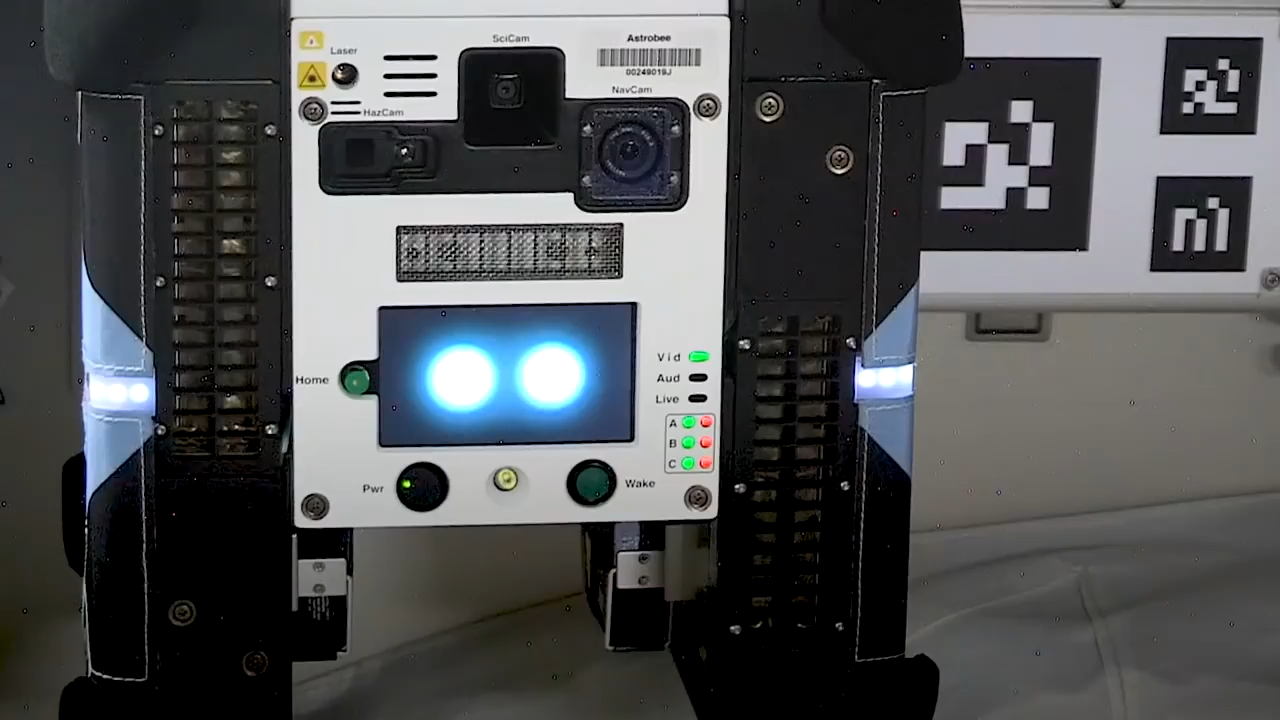 SciCam
Astrobee
Laser
00249019J
NavCam
HazCam
Vid
Home
Aud
Live
A
B
C
Pwr
Wake